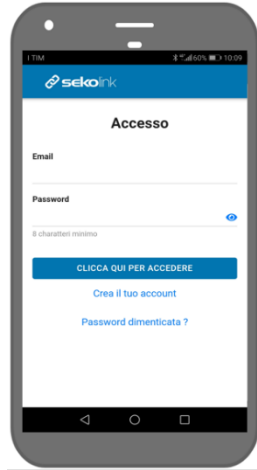 I TIM 60% 10:09
sekolink
Accesso
Email
Password
8 charatteri minimo
CLICCA QUI PER ACCEDERE
Crea il tuo account
Password dimenticata ?